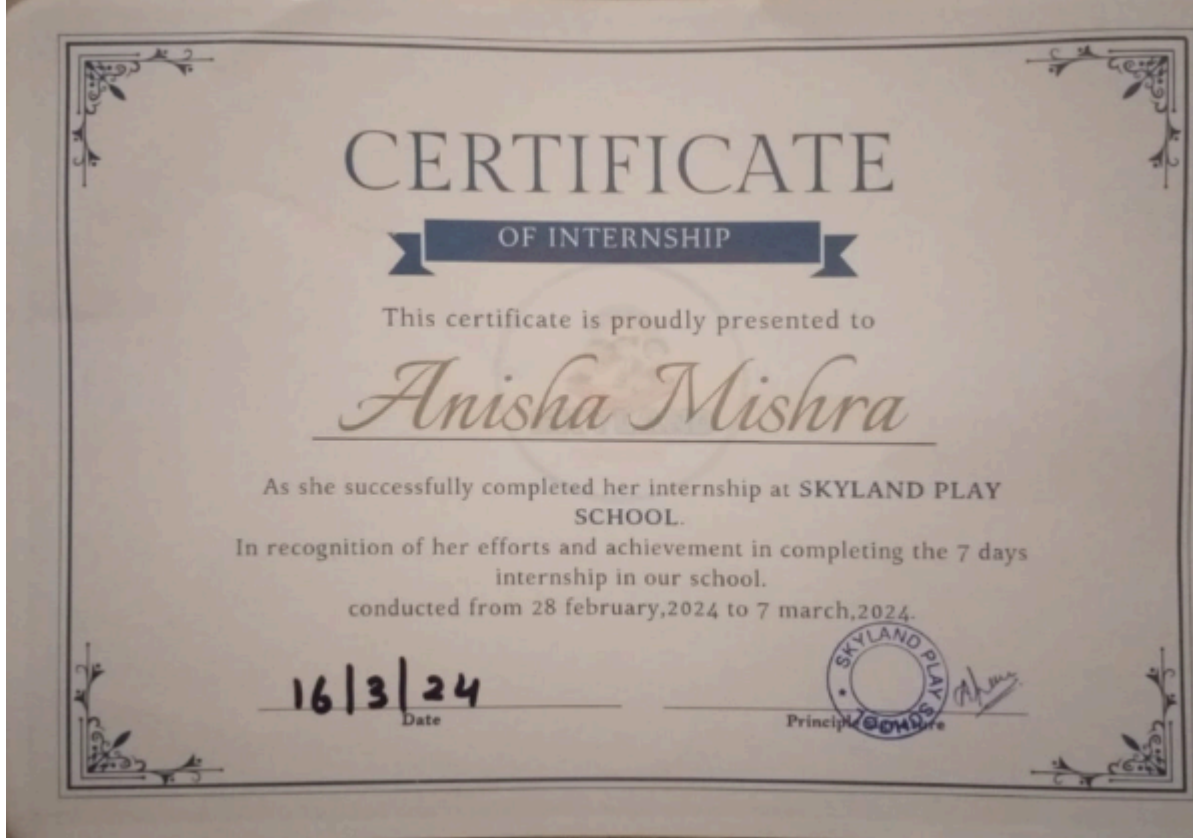 CERTIFICATE
OF INTERNSHIP
This certificate is proudly presented to
Anisha Mishra
As she successfully completed her internship at SKYLAND PLAY
SCHOOL.
In recognition of her efforts and achievement in completing the 7 days
internship in our school.
conducted from 28 february,2024 to 7 march,2024.
16|3|24
Date
SKYLAND PLAY SCHOOL